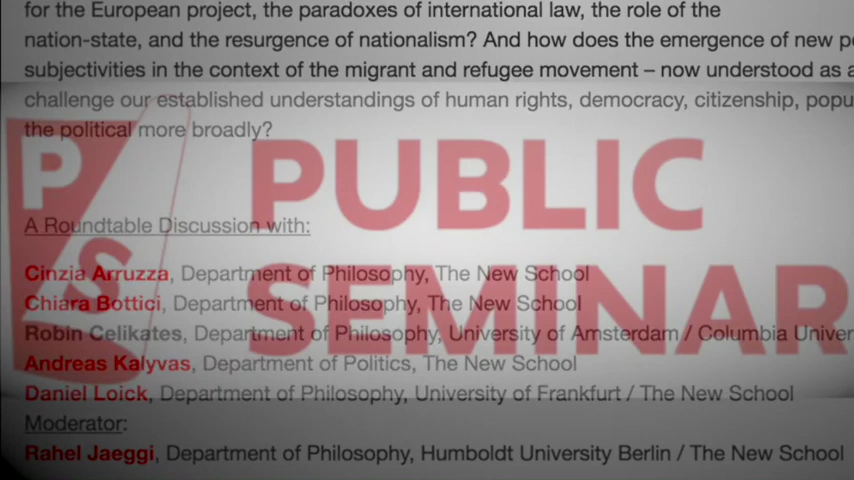 for the European project, the paradoxes of international law, the role of the
nation-state, and the resurgence of nationalism? And how does the emergence of new
subjectivities in the context of the migrant and refugee movement – now understood as
challenge our established understandings of human rights, democracy, citizenship,
the political more broadly?
PS
PUBLIC
SEMINAR
A Roundtable Discussion with:
Cinzia Arruzza, Department of Philosophy, The New School
Chiara Bottici, Department of Philosophy, The New School
Robin Celikates, Department of Philosophy, University of Amsterdam / Columbia
Andreas Kalyvas, Department of Politics, The New School
Daniel Loick, Department of Philosophy, University of Frankfurt / The New School
Moderator:
Rahel Jaeggi, Department of Philosophy, Humboldt University Berlin / The New School